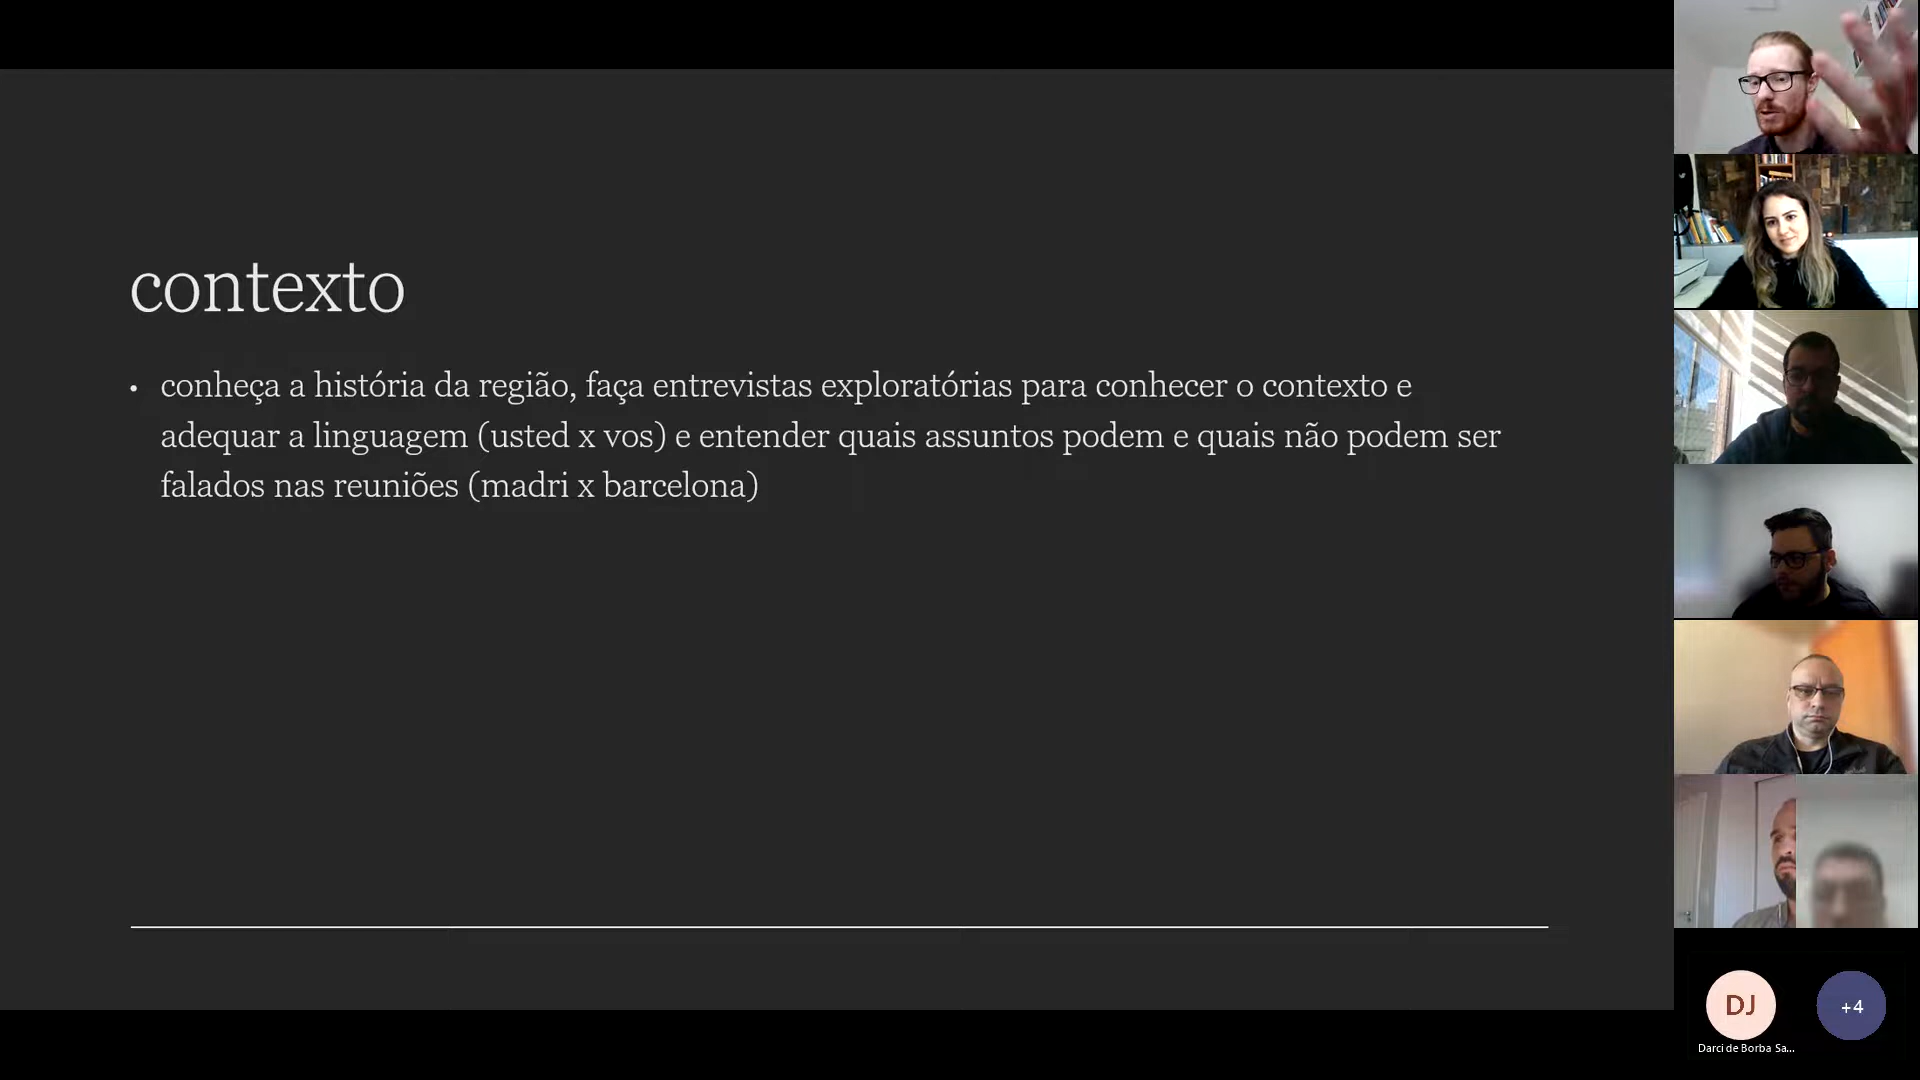 contexto
• conheça a história da região, faça entrevistas exploratórias para conhecer o contexto e
adequar a linguagem (usted x vos) e entender quais assuntos podem e quais não podem ser
falados nas reuniões (madri x barcelona)
DJ
+4
Darci de Borba Sa...